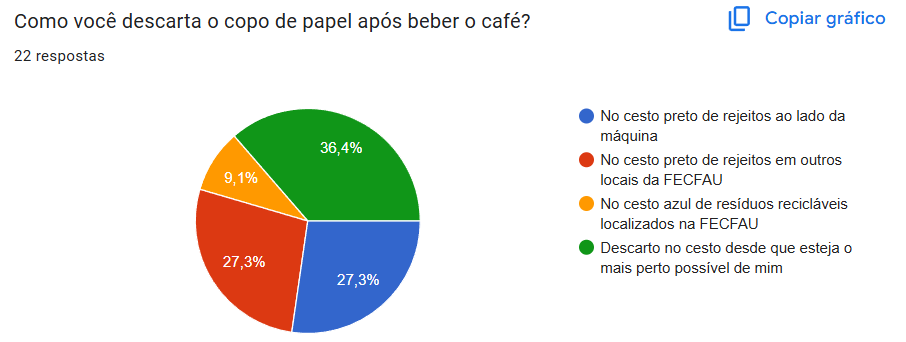 Como você descarta o copo de papel após beber o café?
Copiar gráfico
22 respostas
36,4%
9,1%
27,3%
27,3%
No cesto preto de rejeitos ao lado da
máquina
No cesto preto de rejeitos em outros
locais da FECFAU
No cesto azul de resíduos recicláveis
localizados na FECFAU
Descarto no cesto desde que esteja o
mais perto possível de mim